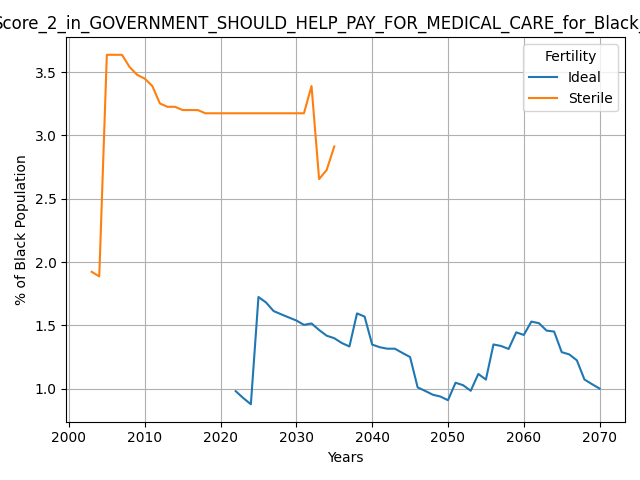 Score_2_in_GOVERNMENT_SHOULD_HELP_PAY_FOR_MEDICAL_CARE_for_Black_
Fertility
Ideal
Sterile
3.5
3.0
2.5
2.0
1.5
1.0
% of Black Population
2000 2010 2020 2030 2040 2050 2060 2070
Years